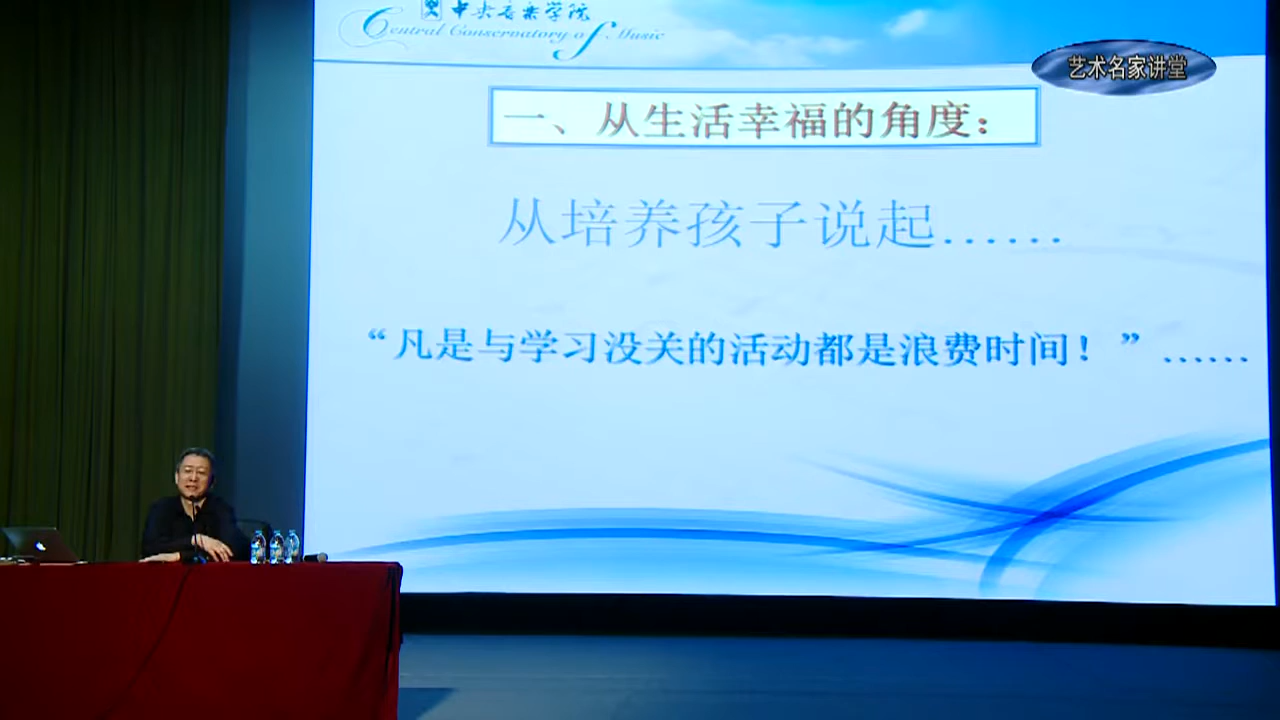 中央音乐学院
Central Conservatory of Music
艺术名家讲堂
一、从生活幸福的角度：
从培养孩子说起……
“凡是与学习没关的活动都是浪费时间！”……